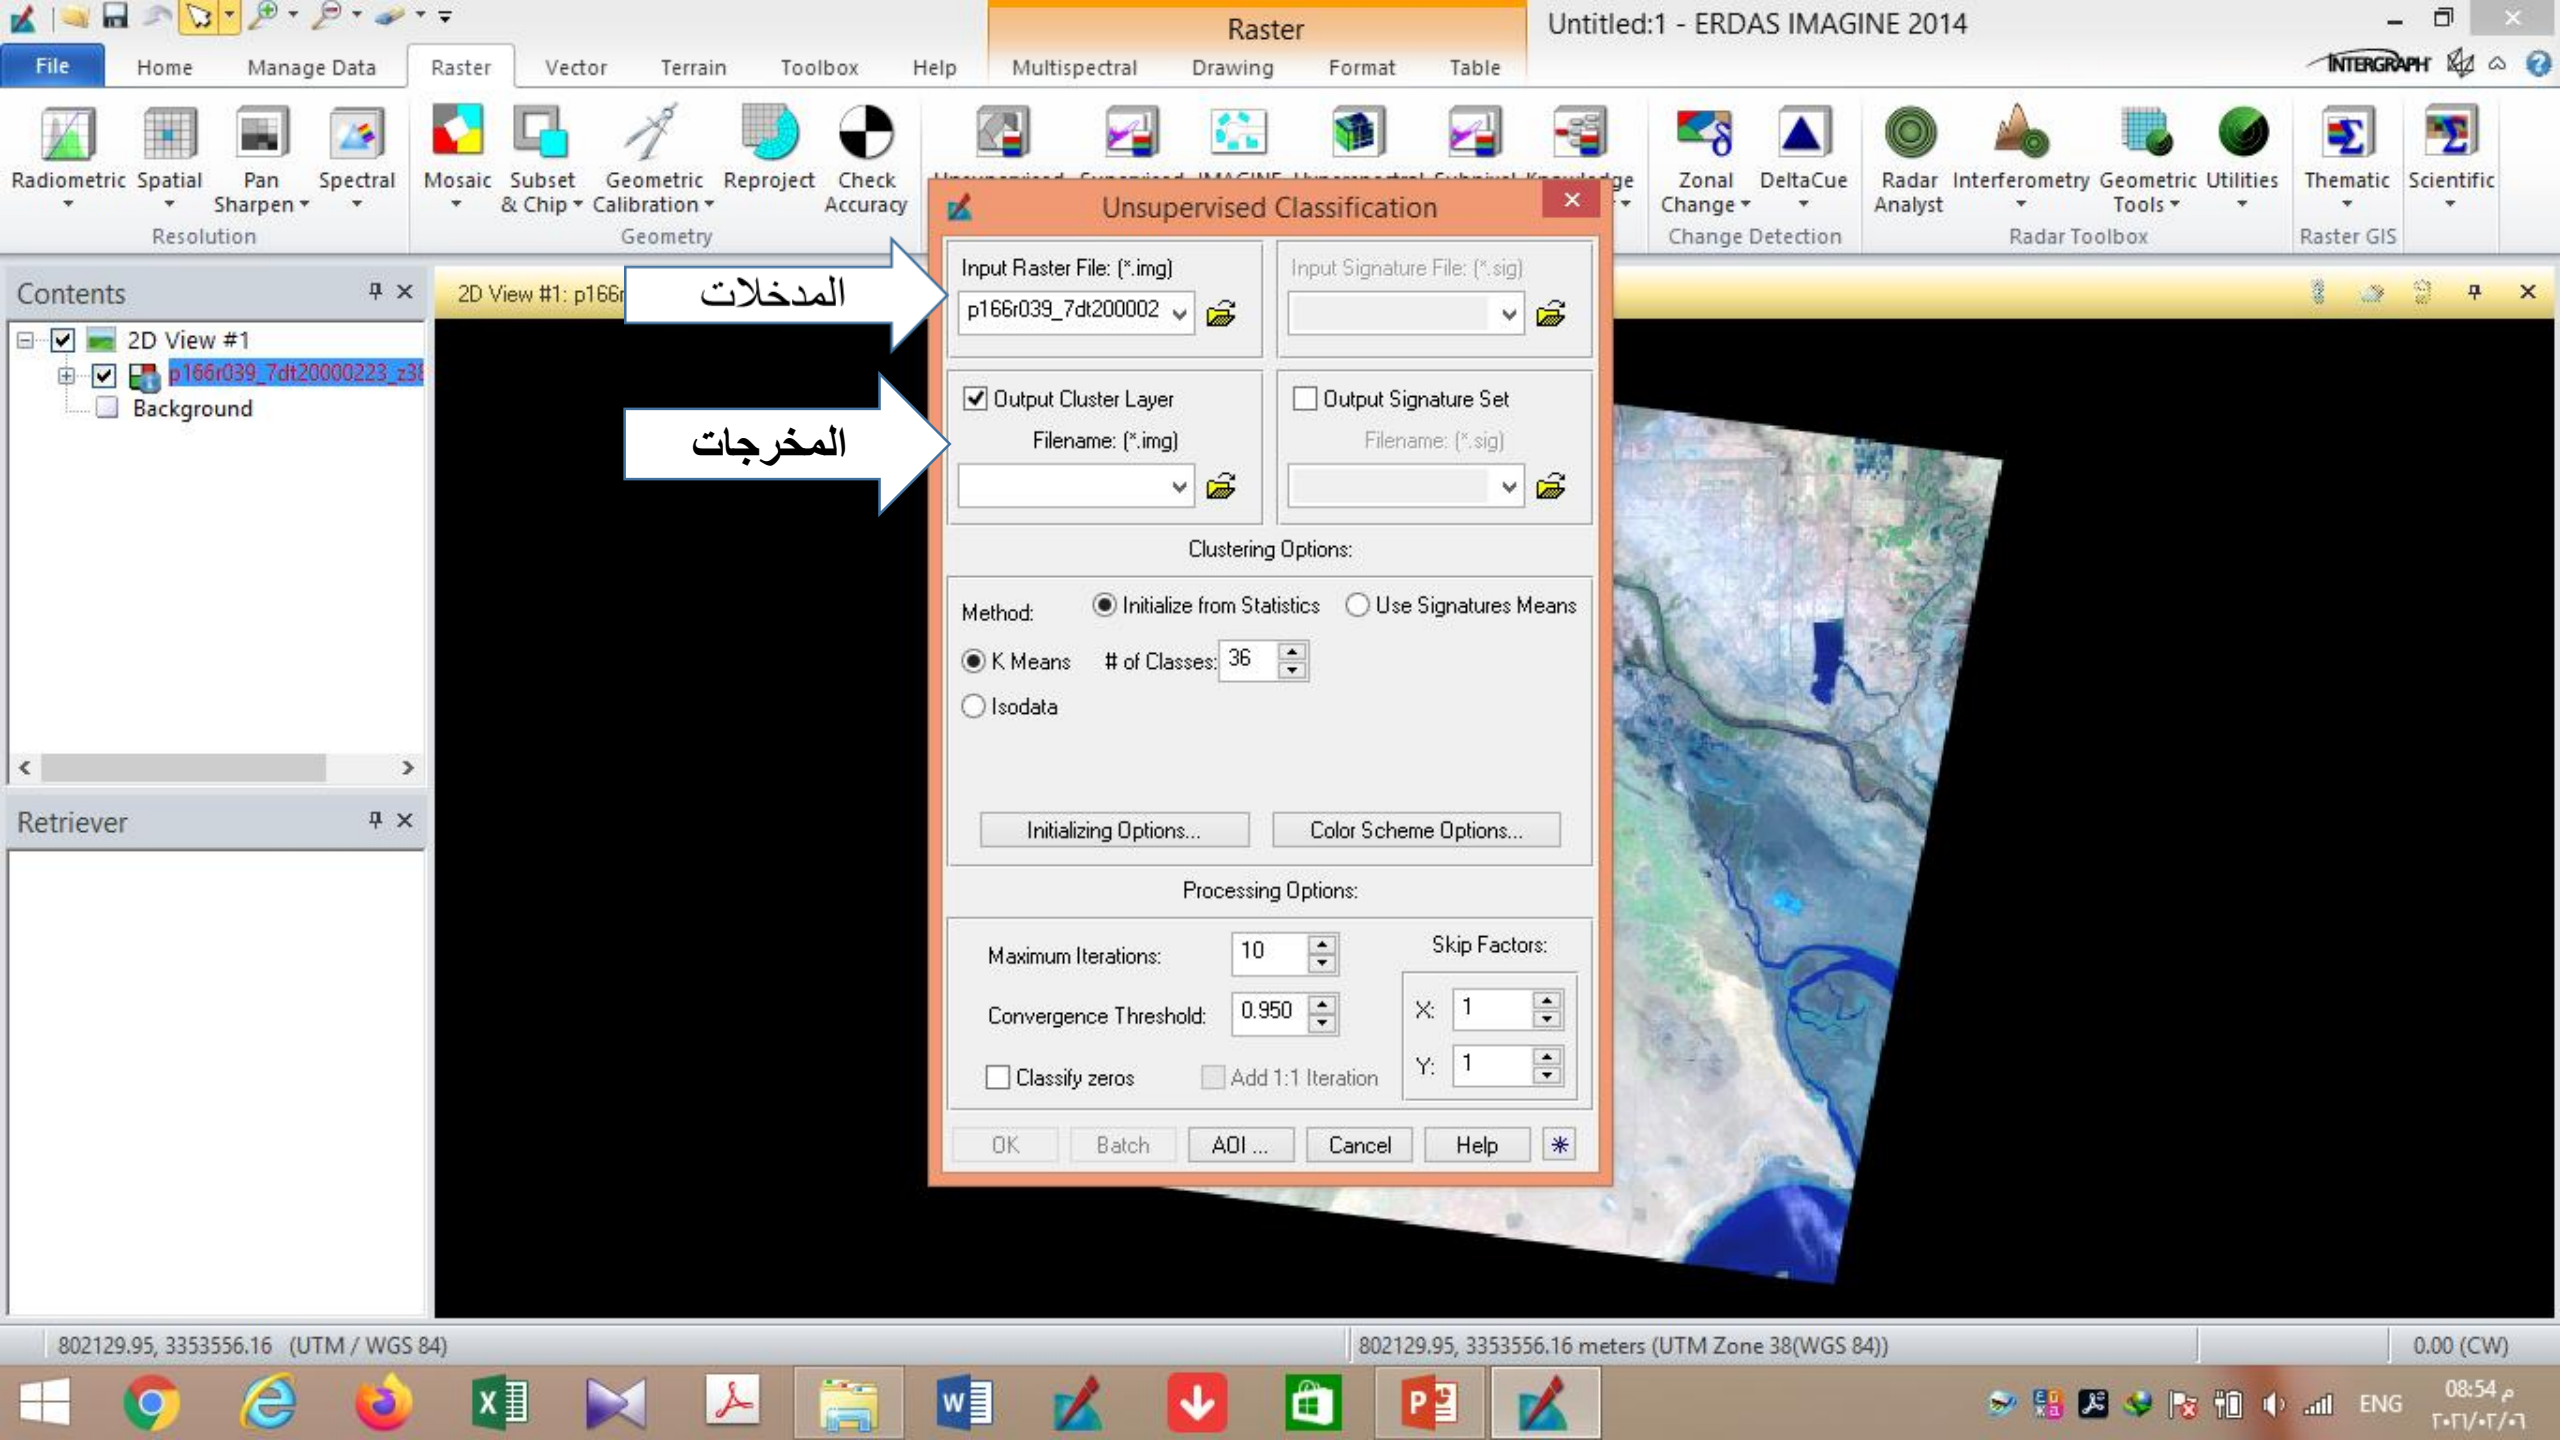 Raster
Untitled:1 - ERDAS IMAGINE 2014
File Home Manage Data Raster Vector Terrain Toolbox Help Multispectral Drawing Format Table
INTERGRAPH
Radiometric Spatial Pan Sharpen Spectral
Resolution
Mosaic Subset & Chip Geometric Calibration Reproject Check Accuracy
Geometry
Zonal Change DeltaCue
Change Detection
Radar Analyst Interferometry Geometric Tools Utilities
Radar Toolbox
Thematic Scientific
Raster GIS
Contents
2D View #1
p166r039_7dt20000223_z38
Background
Retriever
2D View #1: p166r
المدخلات
المخرجات
Unsupervised Classification
Input Raster File: (*.img)
p166r039_7dt200002
Input Signature File: (*.sig)
Output Cluster Layer
Filename: (*.img)
Output Signature Set
Filename: (*.sig)
Clustering Options:
Method: Initialize from Statistics Use Signatures Means
K Means # of Classes: 36
Isodata
Initializing Options... Color Scheme Options...
Processing Options:
Maximum Iterations: 10
Skip Factors:
Convergence Threshold: 0.950
X: 1
Y: 1
Classify zeros Add 1:1 Iteration
OK Batch AOI ... Cancel Help
802129.95, 3353556.16 (UTM / WGS 84)
802129.95, 3353556.16 meters (UTM Zone 38(WGS 84))
0.00 (CW)
ENG
08:54 م